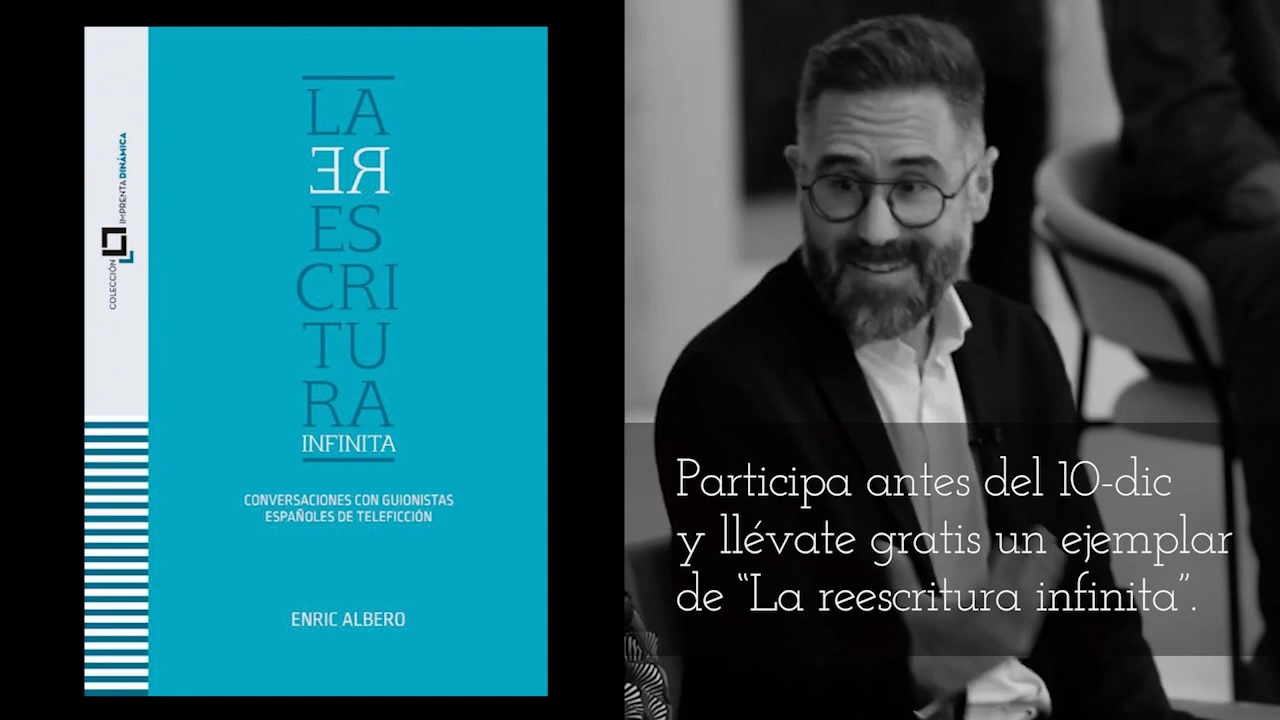 COLECCIÓN IMPRENTA DINÁMICA
LA
RE
ES
CRI
TU
RA
INFINITA
CONVERSACIONES CON GUIONISTAS
ESPAÑOLES DE TELEFICCIÓN
ENRIC ALBERO
Participa antes del 10-dic
y llévate gratis un ejemplar
de “La reescritura infinita”.